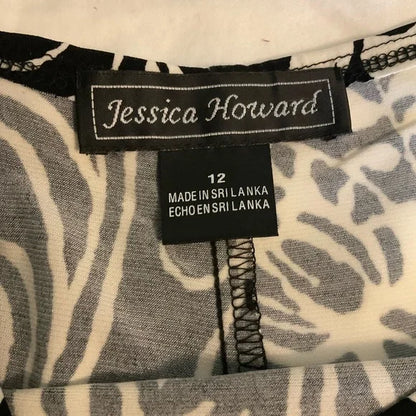 Jessica Howard
12
MADE IN SRI LANKA
ECHO EN SRI LANKA